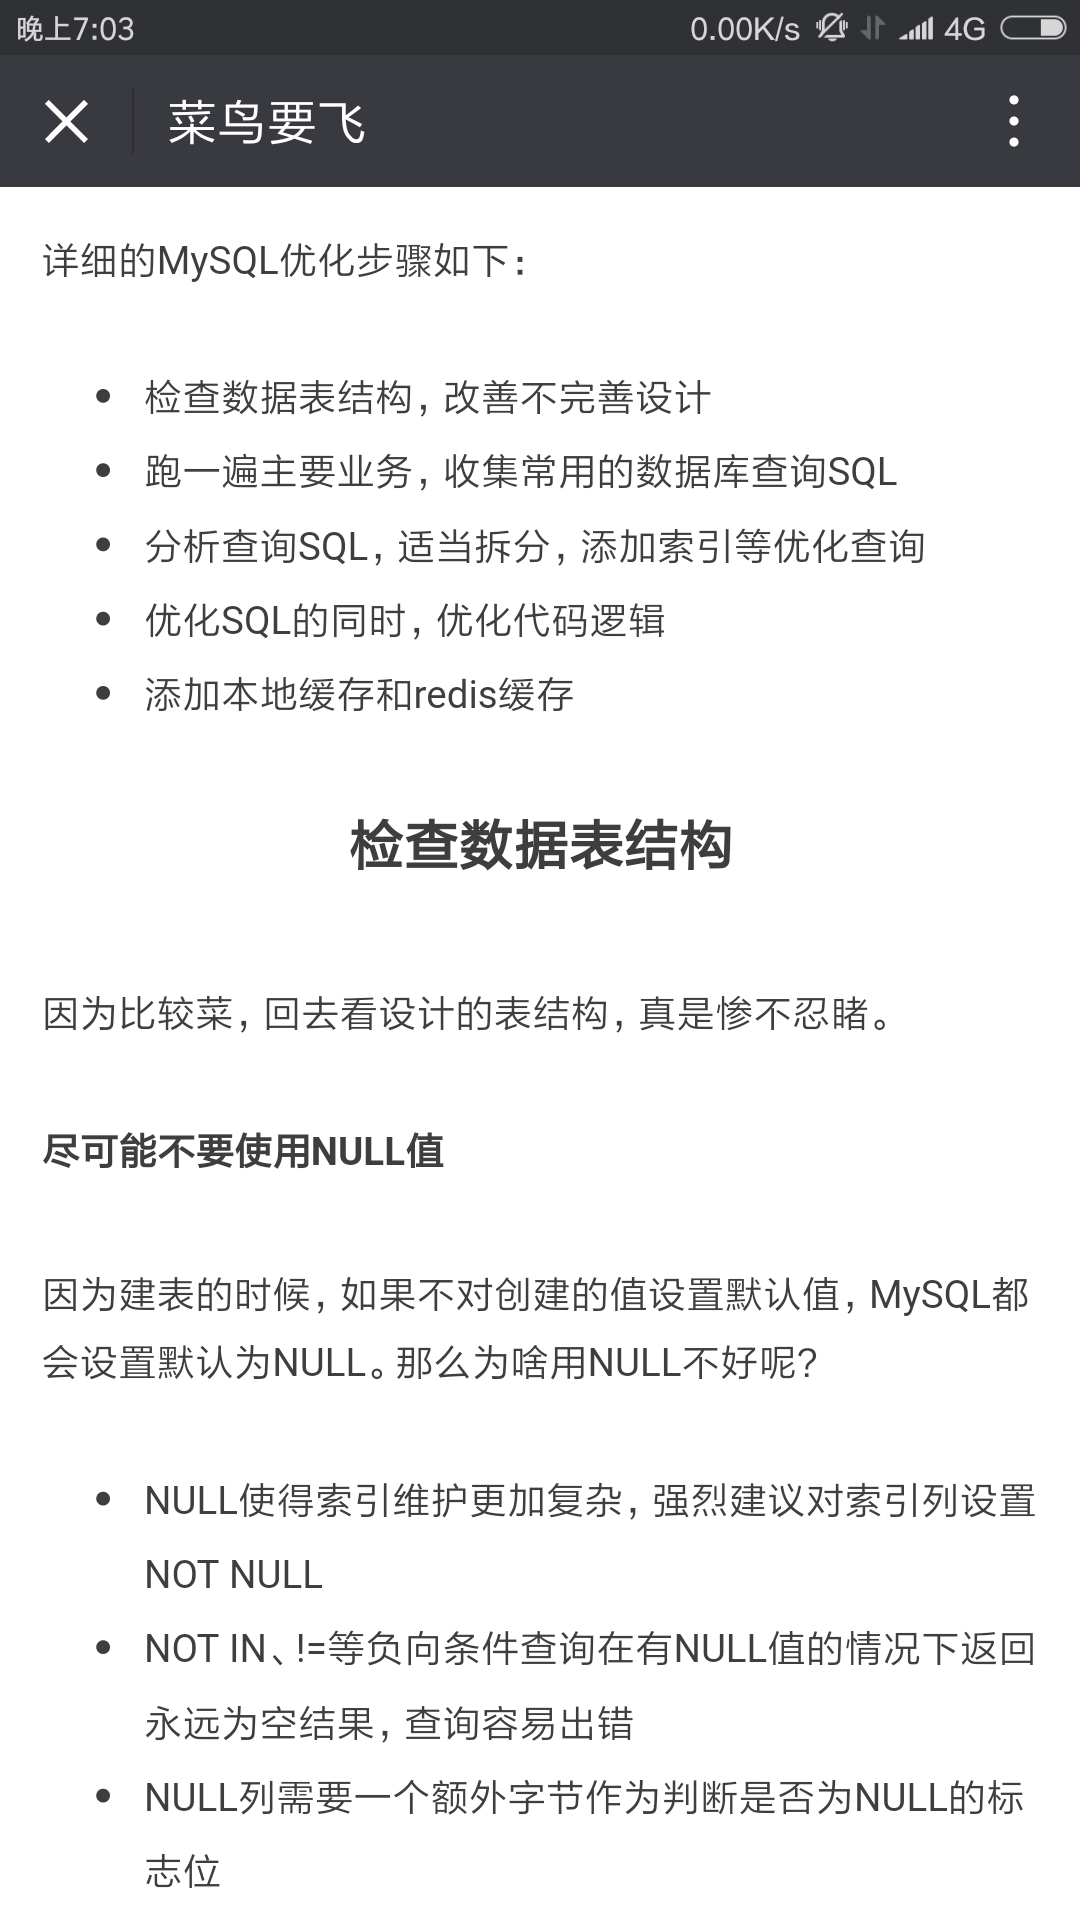 晚上7:03
0.00K/s 4G
菜鸟要飞
详细的MySQL优化步骤如下：
检查数据表结构，改善不完善设计
跑一遍主要业务，收集常用的数据库查询SQL
分析查询SQL，适当拆分，添加索引等优化查询
优化SQL的同时，优化代码逻辑
添加本地缓存和redis缓存
检查数据表结构
因为比较菜，回去看设计的表结构，真是惨不忍睹。
尽可能不要使用NULL值
因为建表的时候，如果不对创建的值设置默认值，MySQL都
会设置默认为NULL。那么为啥用NULL不好呢？
NULL使得索引维护更加复杂，强烈建议对索引列设置
NOT NULL
NOT IN、!=等负向条件查询在有NULL值的情况下返回
永远为空结果，查询容易出错
NULL列需要一个额外字节作为判断是否为NULL的标
志位